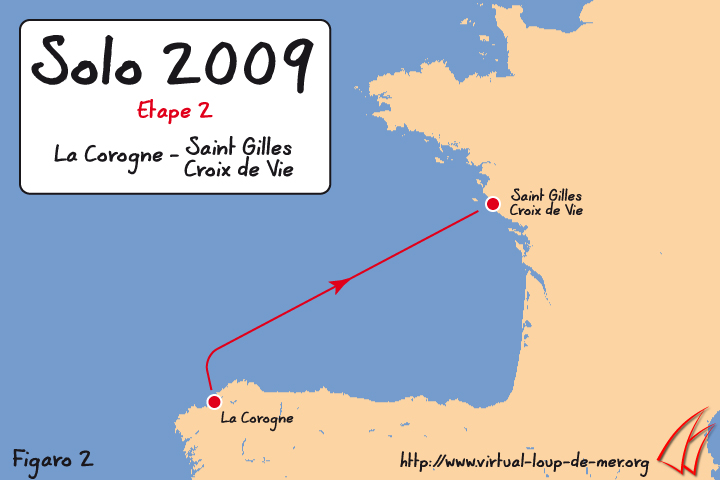 Solo 2009
Etape 2
La Corogne - Saint Gilles
Croix de Vie
Saint Gilles
Croix de Vie
La Corogne
Figaro 2
http://www.virtual-loup-de-mer.org